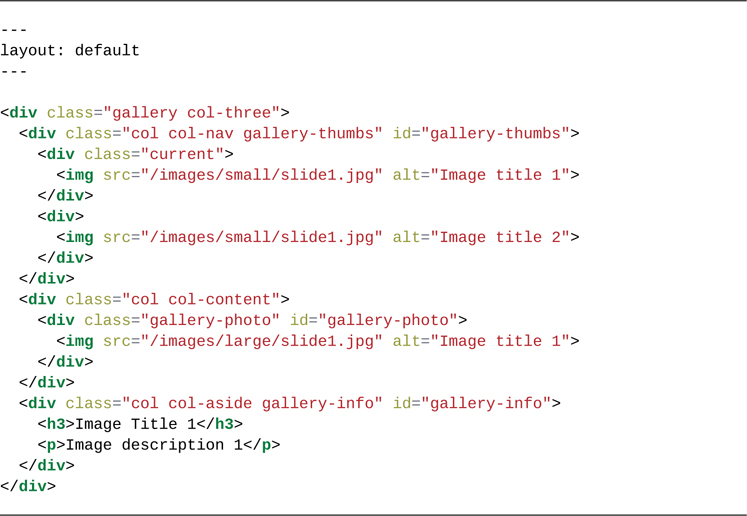 ---
layout: default
---
<div class="gallery col-three">
  <div class="col col-nav gallery-thumbs" id="gallery-thumbs">
    <div class="current">
      <img src="/images/small/slide1.jpg" alt="Image title 1">
    </div>
    <div>
      <img src="/images/small/slide1.jpg" alt="Image title 2">
    </div>
  </div>
  <div class="col col-content">
    <div class="gallery-photo" id="gallery-photo">
      <img src="/images/large/slide1.jpg" alt="Image title 1">
    </div>
  </div>
  <div class="col col-aside gallery-info" id="gallery-info">
    <h3>Image Title 1</h3>
    <p>Image description 1</p>
  </div>
</div>